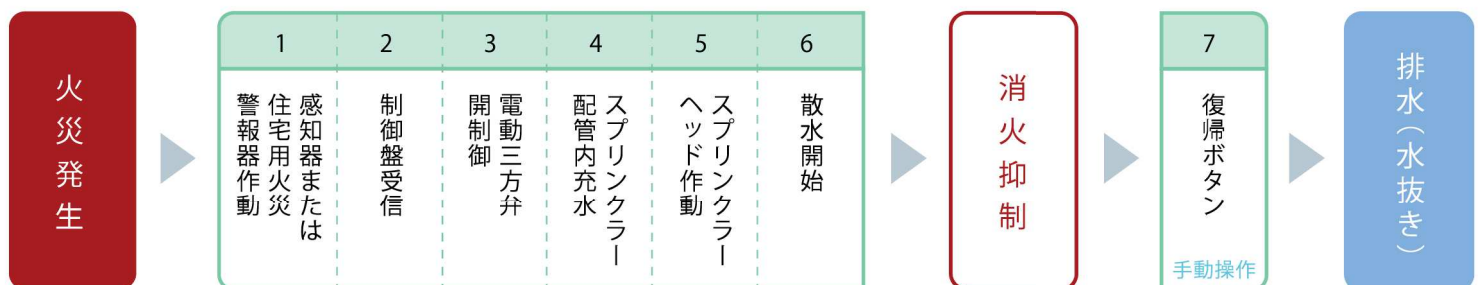 火災発生
1
感知器または
住宅用火災
警報器作動
2
制御盤受信
3
電動三方弁
開制御
4
スプリンクラー
配管内充水
5
スプリンクラー
ヘッド作動
6
散水開始
消火抑制
7
復帰ボタン
手動操作
排水(水抜き)